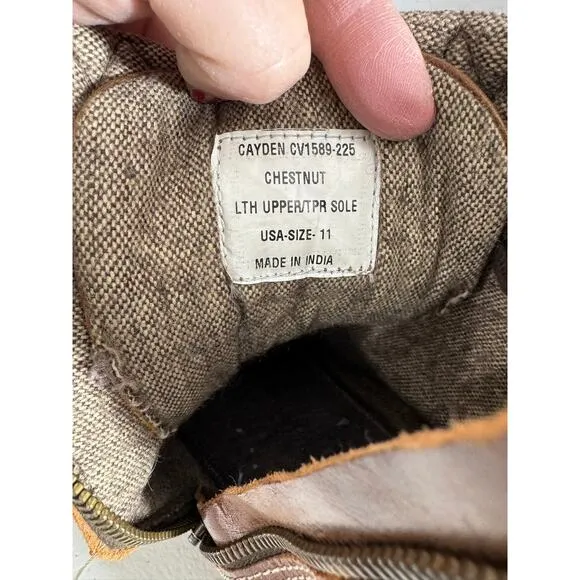 CAYDEN CV1589-225
CHESTNUT
LTH UPPER/TPR SOLE
USA-SIZE- 11
MADE IN INDIA